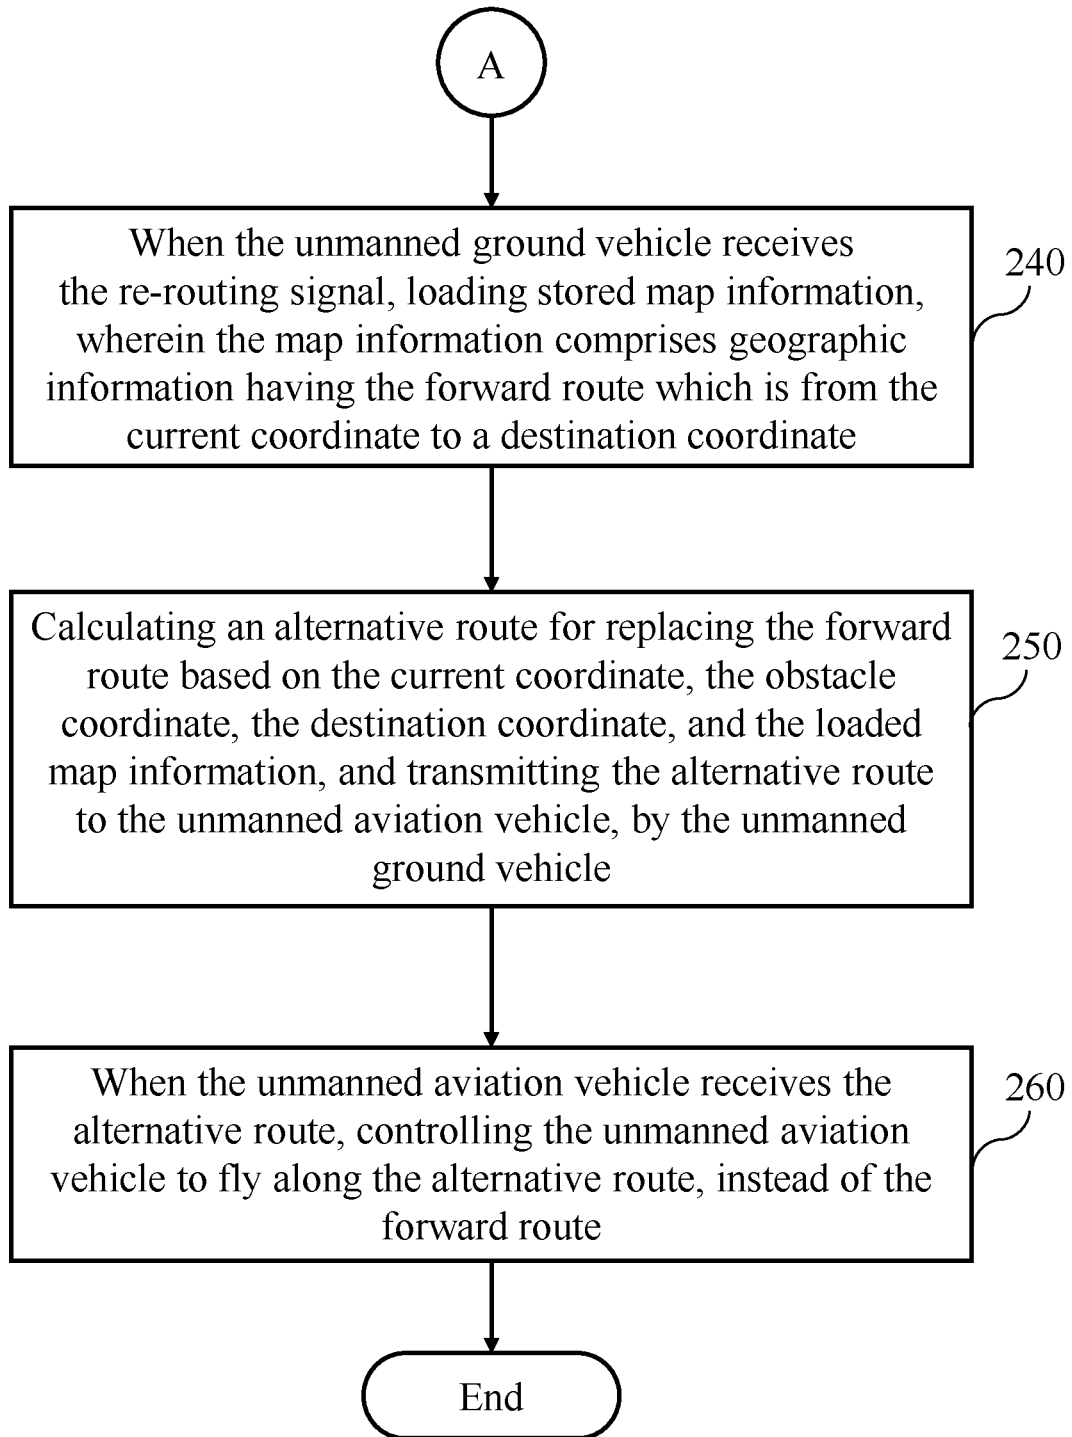 A
When the unmanned ground vehicle receives
the re-routing signal, loading stored map information,
wherein the map information comprises geographic
information having the forward route which is from the
current coordinate to a destination coordinate
240
Calculating an alternative route for replacing the forward
route based on the current coordinate, the obstacle
coordinate, the destination coordinate, and the loaded
map information, and transmitting the alternative route
to the unmanned aviation vehicle, by the unmanned
ground vehicle
250
When the unmanned aviation vehicle receives the
alternative route, controlling the unmanned aviation
vehicle to fly along the alternative route, instead of the
forward route
260
End